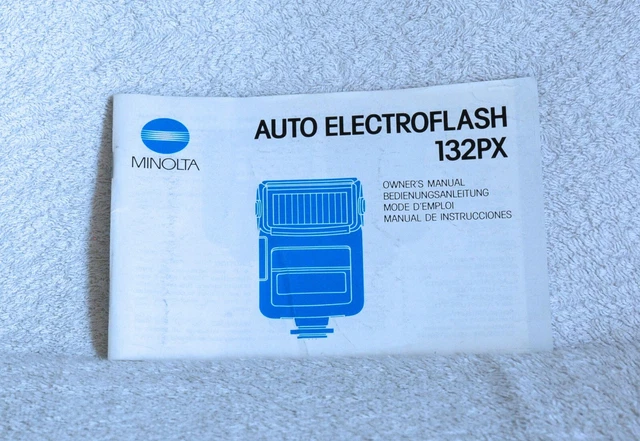 MINOLTA
AUTO ELECTROFLASH
132PX
OWNER'S MANUAL
BEDIENUNGSANLEITUNG
MODE D'EMPLOI
MANUAL DE INSTRUCCIONES